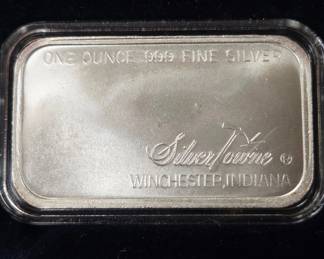 ONE OUNCE .999 FINE SILVER
SilverTowne ©
WINCHESTER, INDIANA